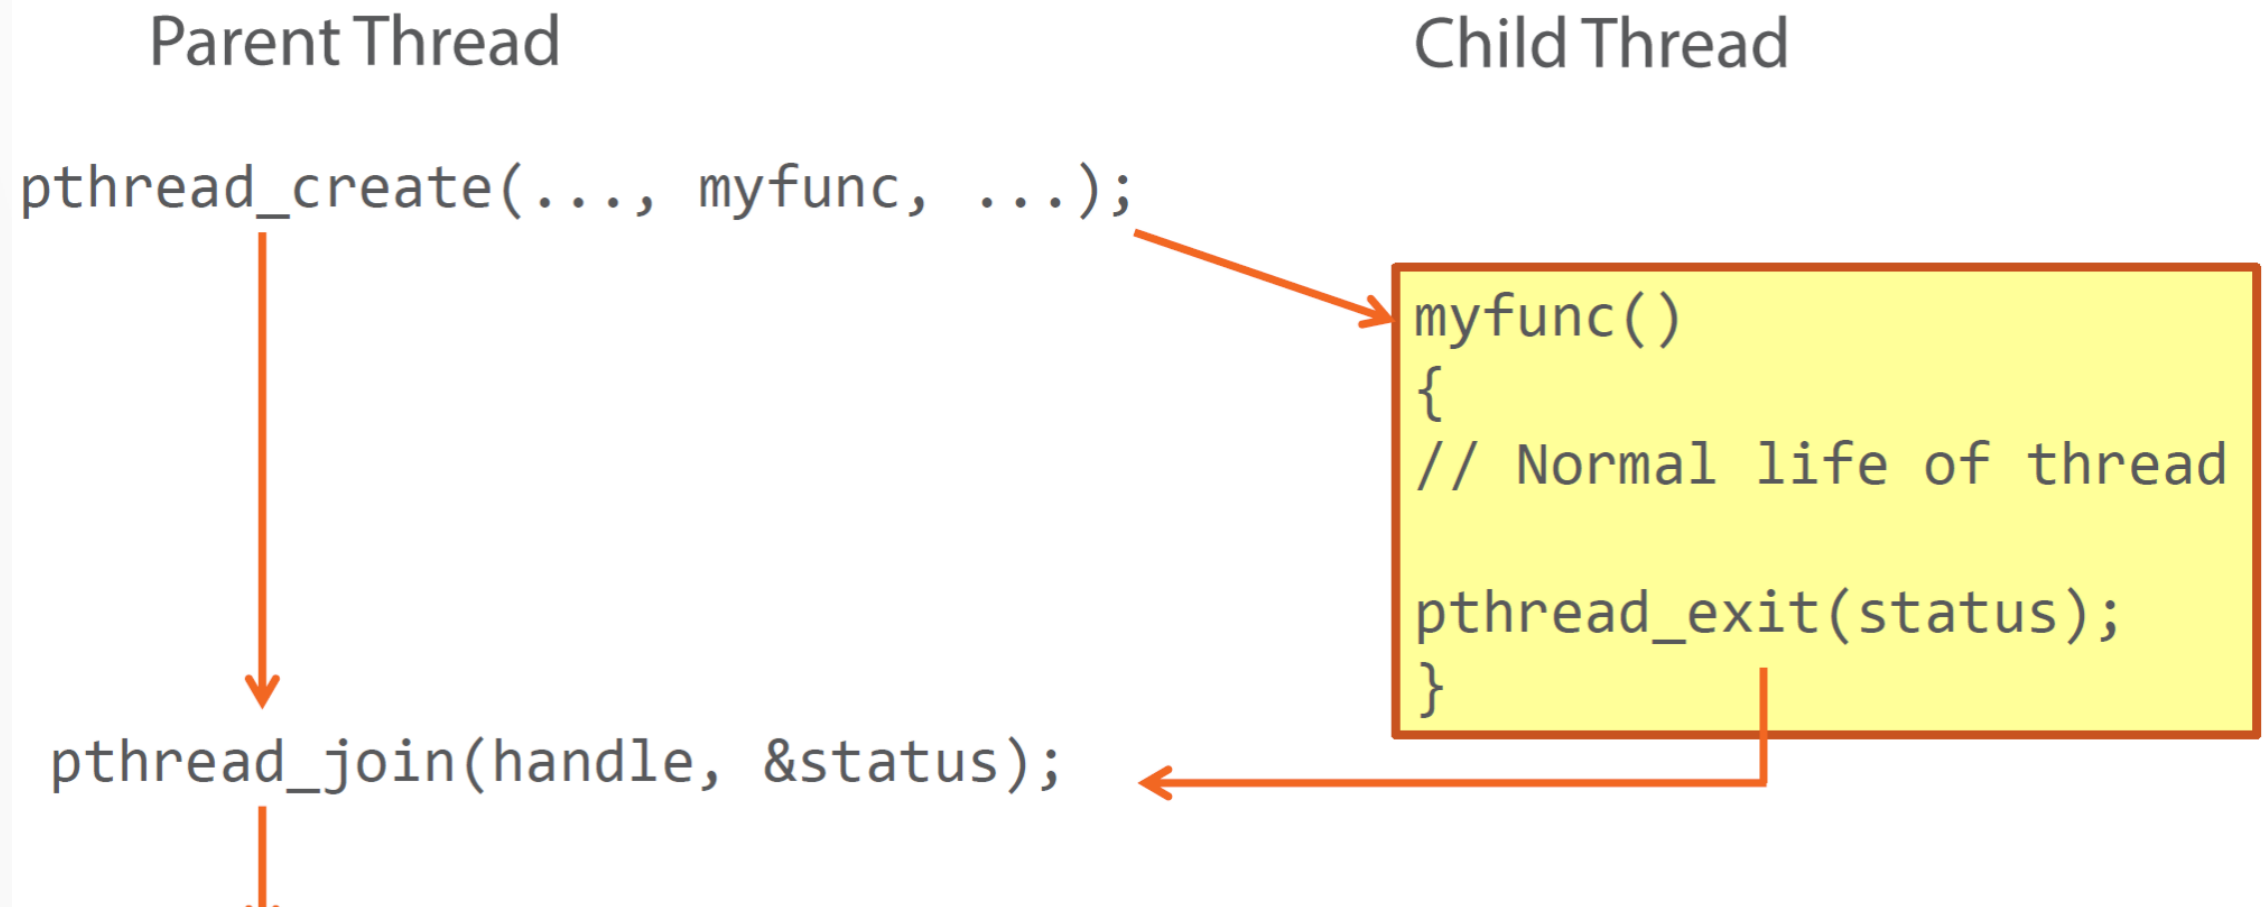 Parent Thread
Child Thread
pthread_create(..., myfunc, ...);
myfunc()
{
// Normal life of thread
pthread_exit(status);
}
pthread_join(handle, &status);